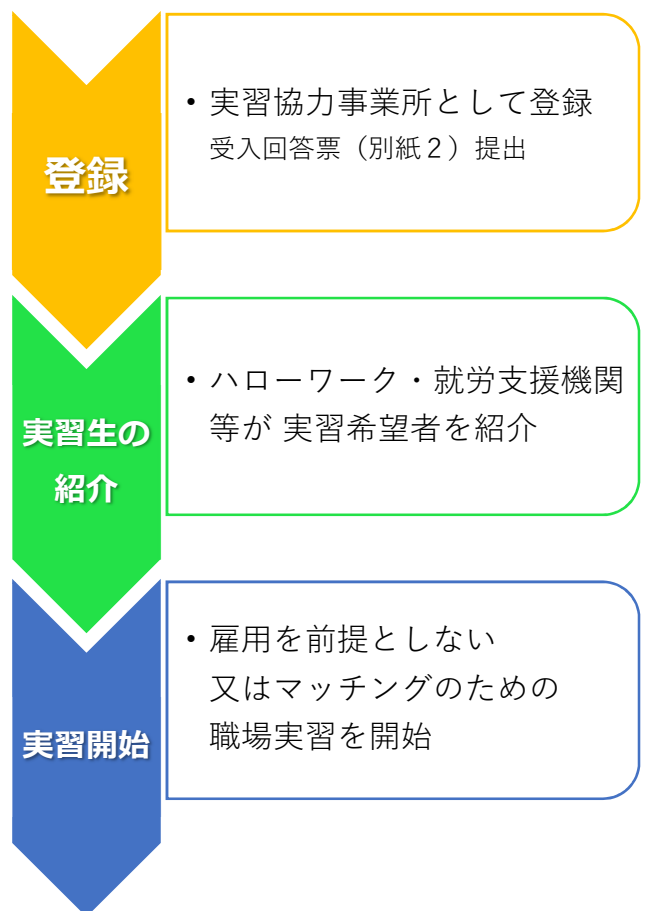 登録
・実習協力事業所として登録
受入回答票（別紙２）提出
実習生の
紹介
・ハローワーク・就労支援機関
等が 実習希望者を紹介
実習開始
・雇用を前提としない
又はマッチングのための
職場実習を開始